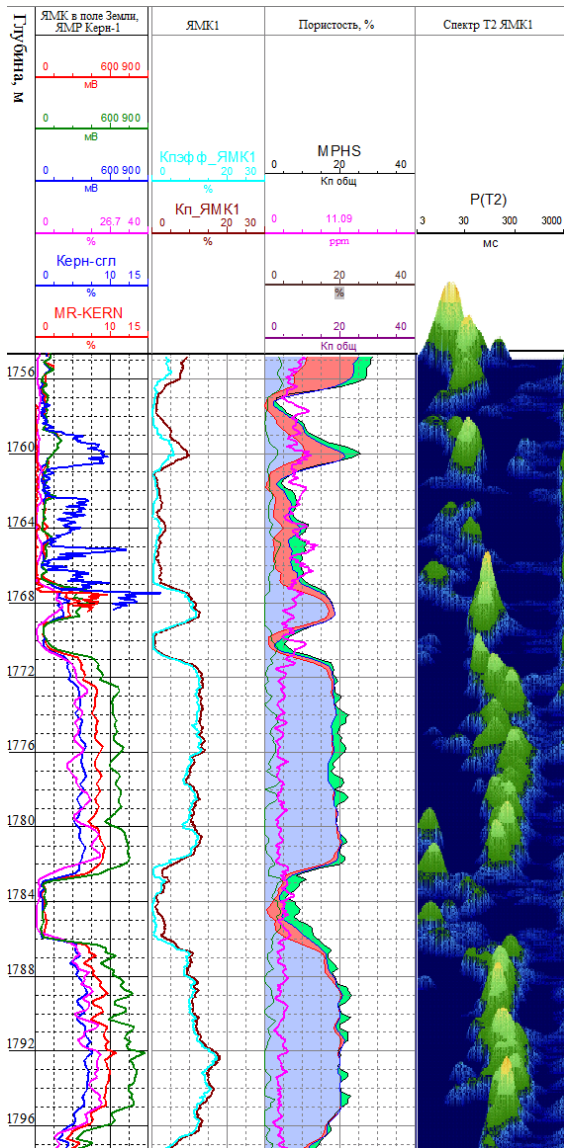 Глубина, м
ЯМК в поле Земли,
ЯМР Керн-1
ЯМК1
Пористость, %
Спектр Т2 ЯМК1
600 900
мВ
0 600 900
мВ
0 600 900
мВ
0 26.7 40
%
Керн-сгл
0 10 15
%
MR-KERN
0 10 15
%
Кпэфф_ЯМК1
0 20 30
%
Кп_ЯМК1
0 20 30
%
MPHS
0 20 40
Кп общ
0 11.09
ppm
0 20 40
%
0 20 40
Кп общ
P(T2)
3 30 300 3000
мс
1756
1760
1764
1768
1772
1776
1780
1784
1788
1792
1796